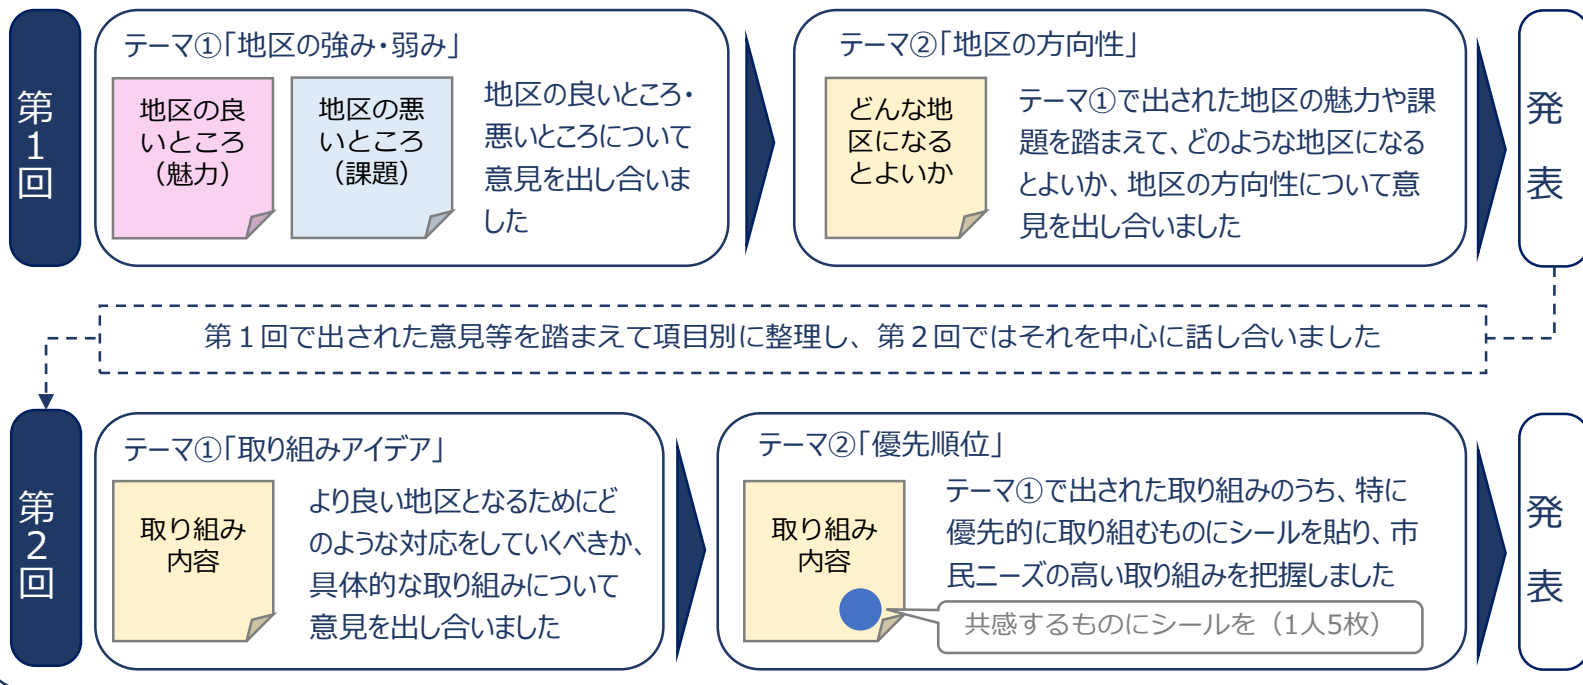 第
1
回
テーマ①「地区の強み・弱み」
地区の良
いところ
（魅力）
地区の悪
いところ
（課題）
地区の良いところ・
悪いところについて
意見を出し合いま
した
テーマ②「地区の方向性」
どんな地
区になる
とよいか
テーマ①で出された地区の魅力や課
題を踏まえて、どのような地区になる
とよいか、地区の方向性について意
見を出し合いました
発
表
第１回で出された意見等を踏まえて項目別に整理し、第２回ではそれを中心に話し合いました
第
2
回
テーマ①「取り組みアイデア」
取り組み
内容
より良い地区となるためにど
のような対応をしていくべきか、
具体的な取り組みについて
意見を出し合いました
テーマ②「優先順位」
取り組み
内容
テーマ①で出された取り組みのうち、特に
優先的に取り組むものにシールを貼り、市
民ニーズの高い取り組みを把握しました
共感するものにシールを（1人5枚）
発
表